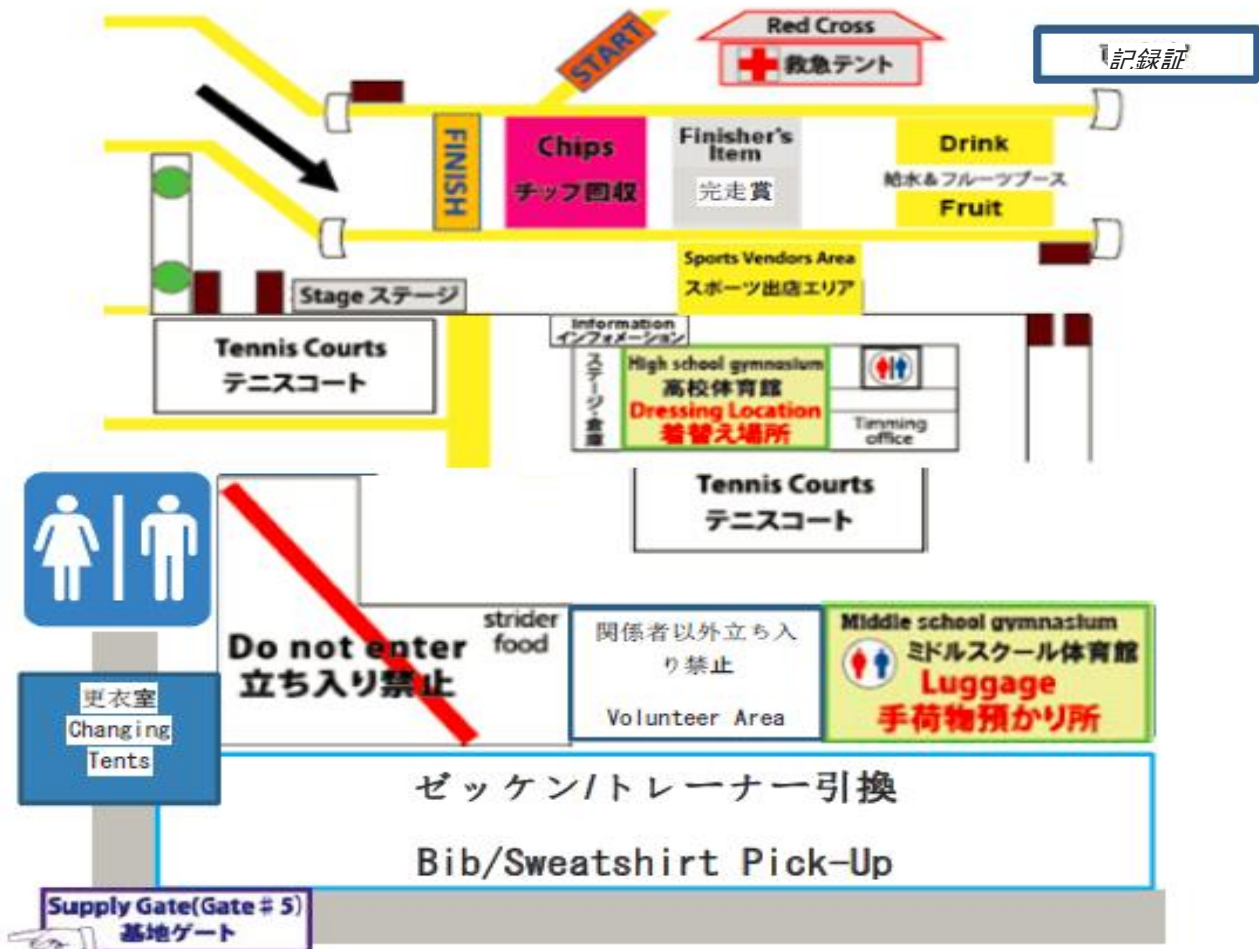 START
Red Cross
救急テント
記録証
FINISH
Chips
チップ回収
Finisher's
Item
完走賞
Drink
給水&フルーツブース
Fruit
Sports Vendors Area
スポーツ出店エリア
Stage ステージ
Tennis Courts
テニスコート
Information
インフォメーション
ステージ・倉庫
High school gymnasium
高校体育館
Dressing Location
着替え場所
Timming
office
Tennis Courts
テニスコート
Do not enter
立ち入り禁止
strider
food
関係者以外立ち入
り禁止
Volunteer Area
Middle school gymnasium
ミドルスクール体育館
Luggage
手荷物預かり所
更衣室
Changing
Tents
ゼッケン/トレーナー引換
Bib/Sweatshirt Pick-Up
Supply Gate(Gate♯5)
基地ゲート